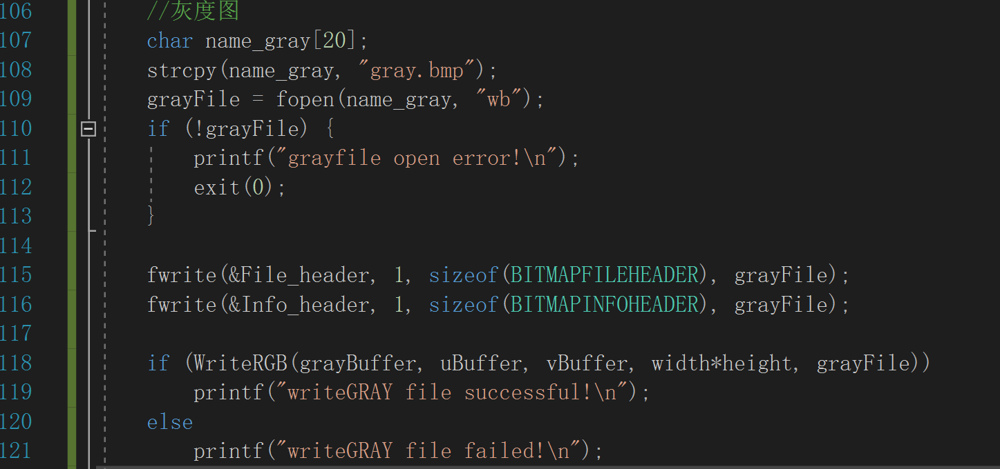 106 //灰度图
107 char name_gray[20];
108 strcpy(name_gray, "gray.bmp");
109 grayFile = fopen(name_gray, "wb");
110 if (!grayFile) {
111 printf("grayfile open error!\n");
112 exit(0);
113 }
114
115 fwrite(&File_header, 1, sizeof(BITMAPFILEHEADER), grayFile);
116 fwrite(&Info_header, 1, sizeof(BITMAPINFOHEADER), grayFile);
117
118 if (WriteRGB(grayBuffer, uBuffer, vBuffer, width*height, grayFile))
119 printf("writeGRAY file successful!\n");
120 else
121 printf("writeGRAY file failed!\n");